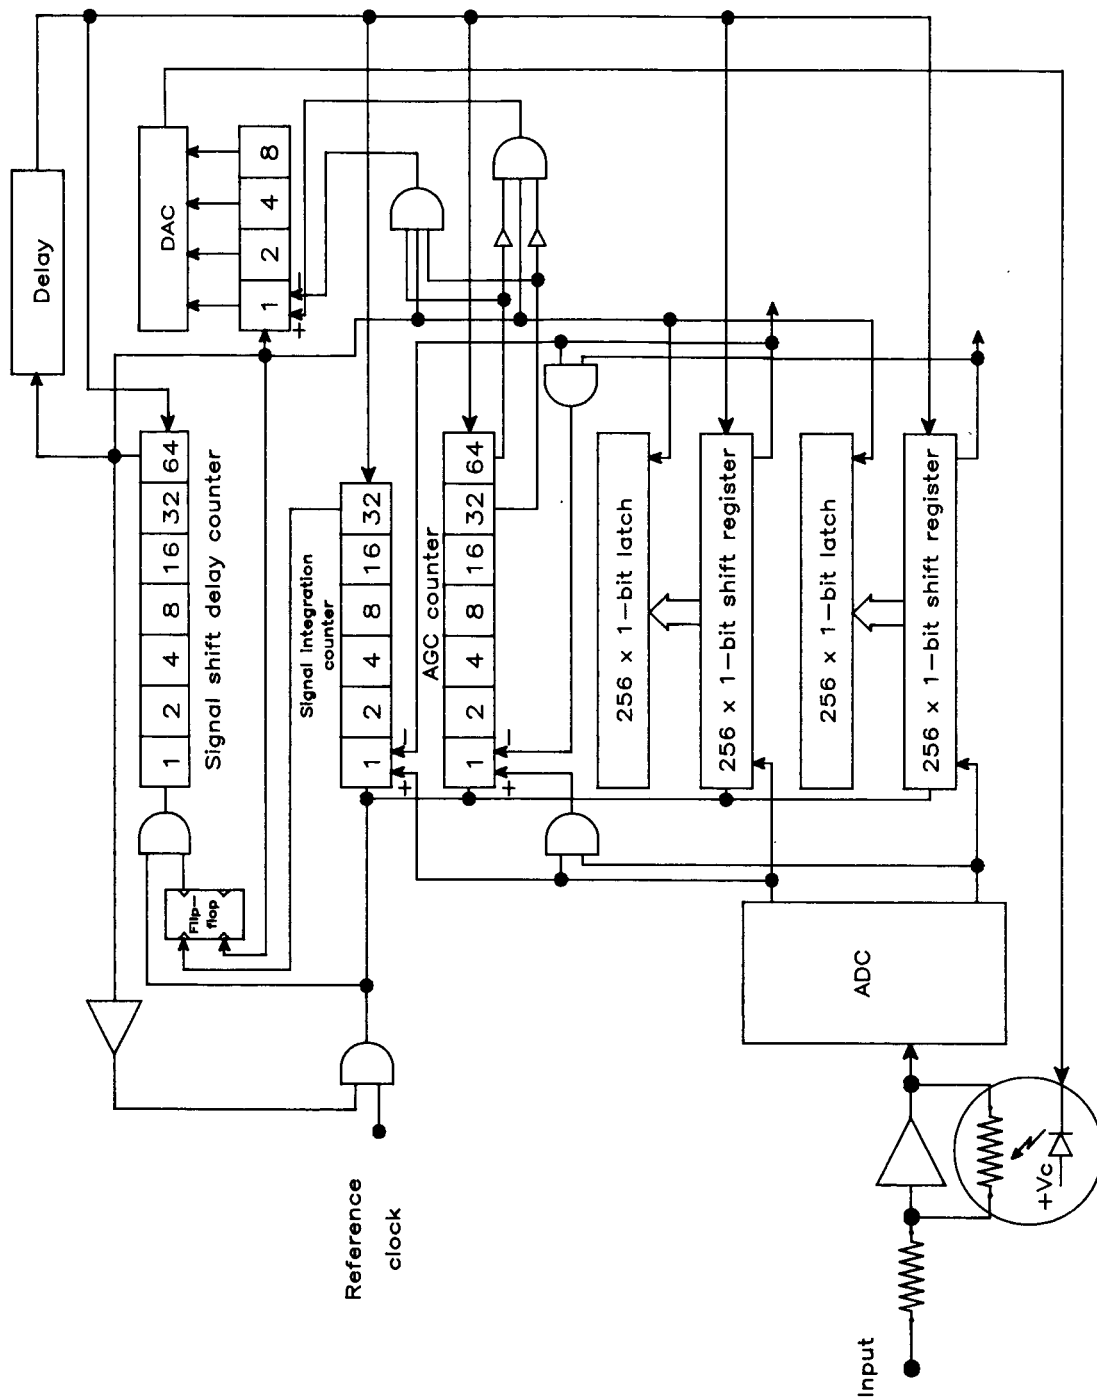 Delay
DAC
1 2 4 8
+ −
1 2 4 8 16 32 64
Signal shift delay counter
Flip−
flop
Signal integration
counter
1 2 4 8 16 32
+ −
AGC counter
1 2 4 8 16 32 64
+ −
256 x 1−bit latch
256 x 1−bit shift register
256 x 1−bit latch
256 x 1−bit shift register
ADC
Reference
clock
+Vc
Input